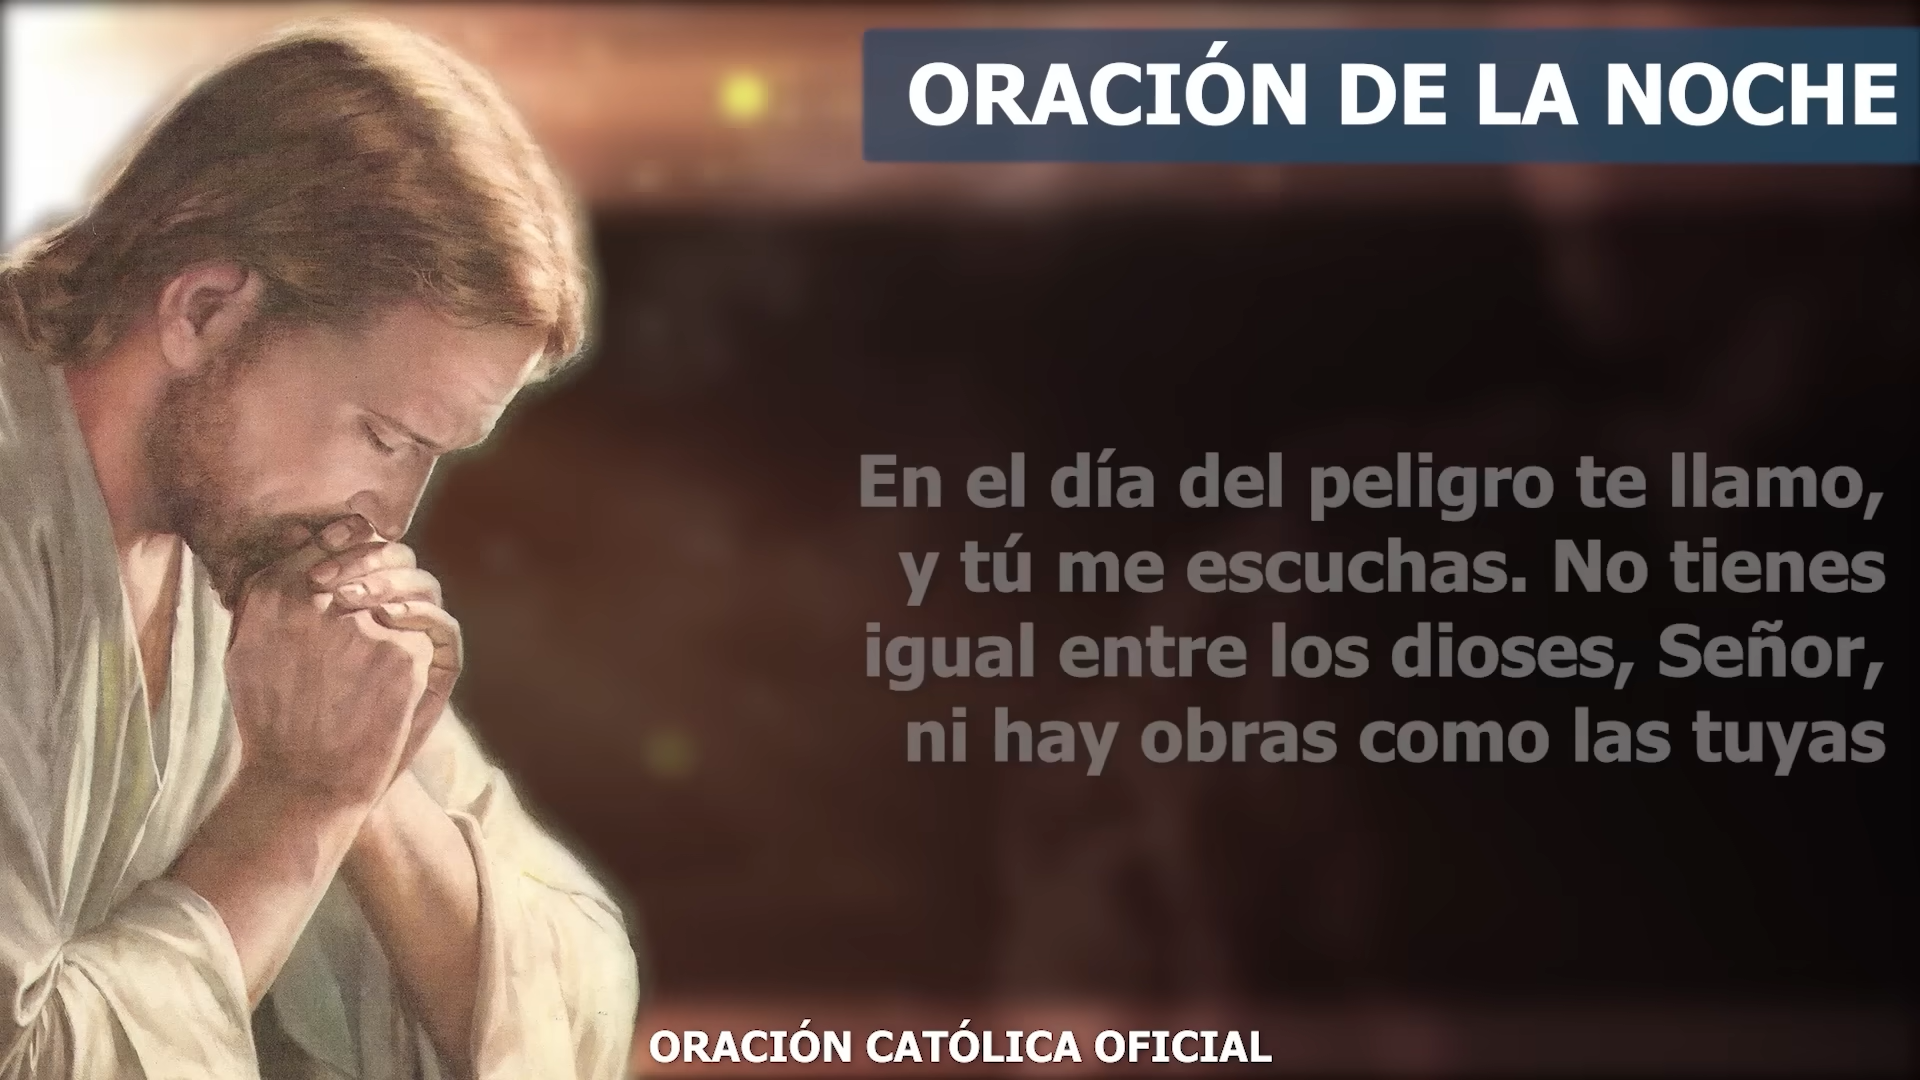 ORACIÓN DE LA NOCHE
En el día del peligro te llamo,
y tú me escuchas. No tienes
igual entre los dioses, Señor,
ni hay obras como las tuyas
ORACIÓN CATÓLICA OFICIAL